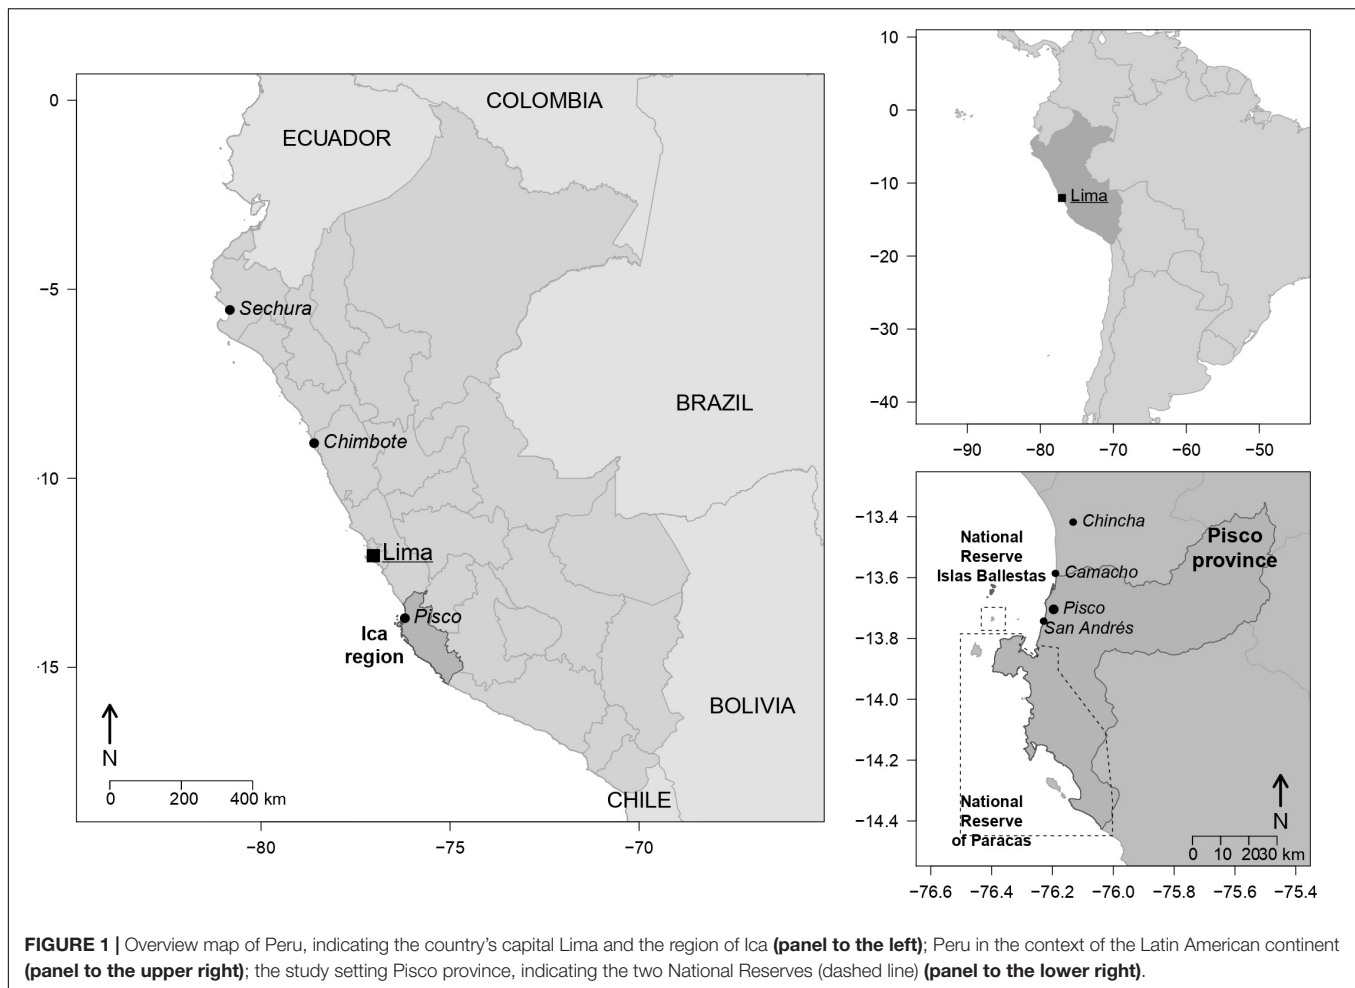 0
−5
·10
·15
−80
−75
−70
COLOMBIA
ECUADOR
Sechura
BRAZIL
Chimbote
Lima
Pisco
Ica
region
BOLIVIA
N
0 200 400 km
CHILE
10
0
−10
−20
−30
−40
Lima
−90 −80 −70 −60 −50
−13.4
−13.6
−13.8
−14.0
−14.2
−14.4
Chincha
National
Reserve
Islas Ballestas
Pisco
province
Camacho
Pisco
San Andrés
National
Reserve
of Paracas
N
0 10 2030 km
−76.6 −76.4 −76.2 −76.0 −75.8 −75.6 −75.4
FIGURE 1 | Overview map of Peru, indicating the country's capital Lima and the region of Ica (panel to the left); Peru in the context of the Latin American continent
(panel to the upper right); the study setting Pisco province, indicating the two National Reserves (dashed line) (panel to the lower right).